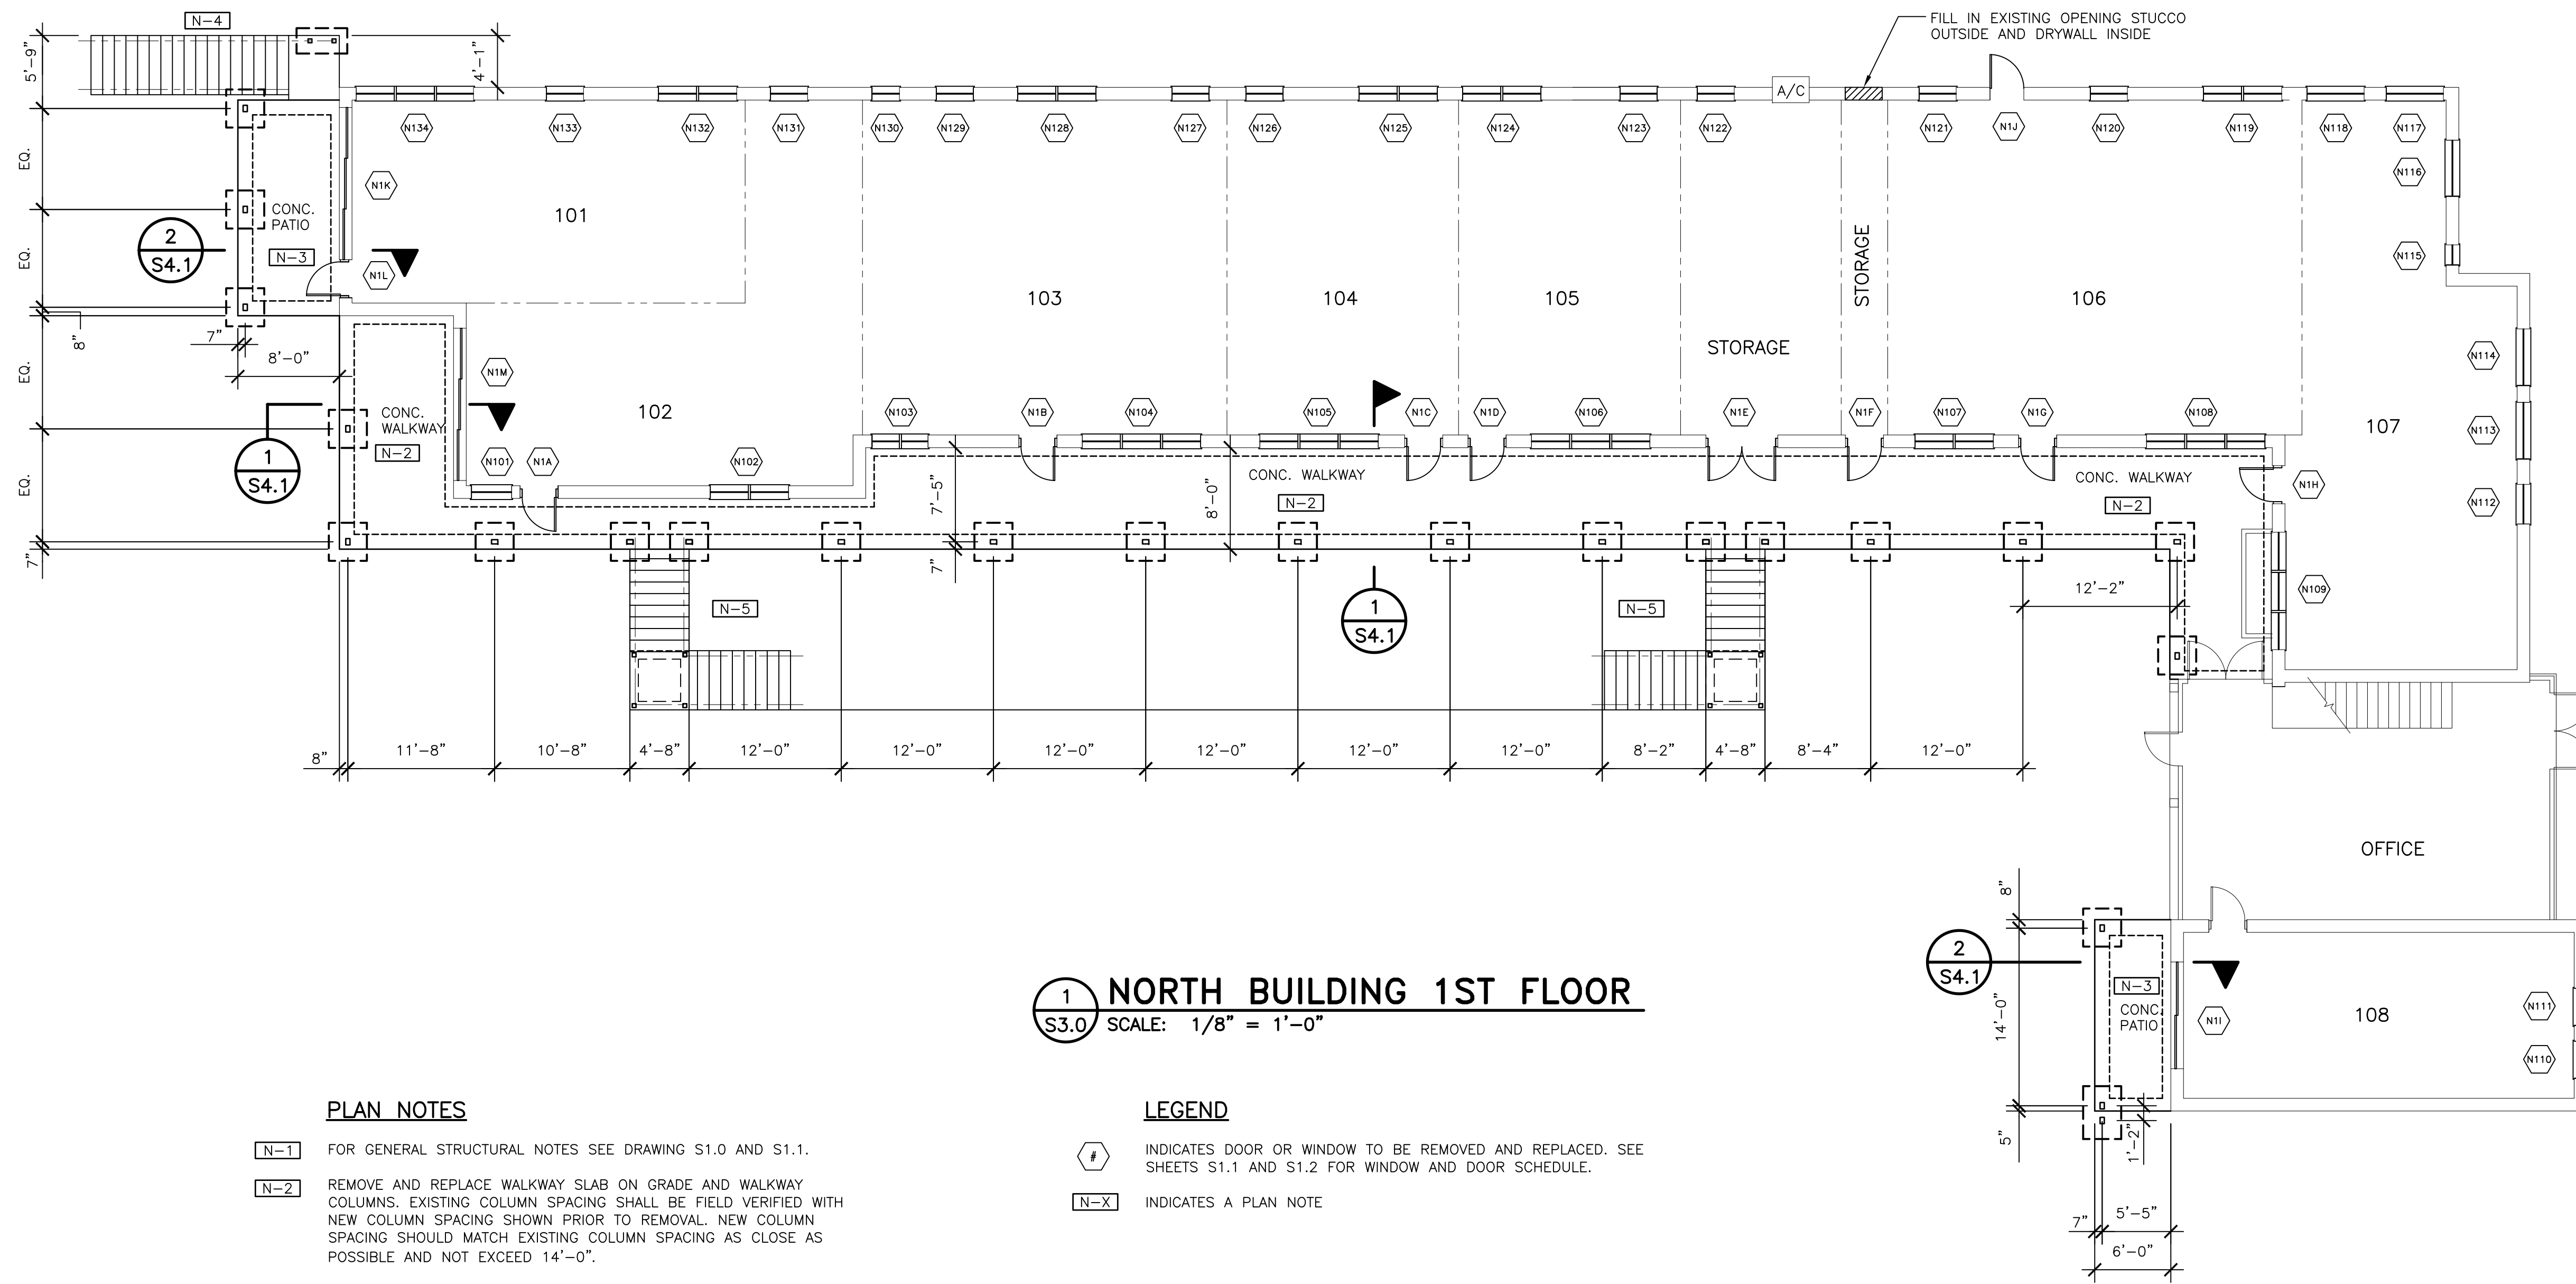 N-4
FILL IN EXISTING OPENING STUCCO
OUTSIDE AND DRYWALL INSIDE
5'-9"
4'-1"
A/C
N134
N133
N132
N131
N130
N129
N128
N127
N126
N125
N124
N123
N122
N121
N1J
N120
N119
N118
N117
EQ.
N1K
N116
CONC.
PATIO
101
2
S4.1
N-3
EQ.
N1L
STORAGE
N115
103
104
105
106
8"
7"
8'-0"
STORAGE
N114
EQ.
N1M
CONC.
WALKWAY
102
N103
N1B
N104
N105
N1C
N1D
N106
N1E
N1F
N107
N1G
N108
107
N113
1
S4.1
N-2
N101
N1A
N102
EQ.
7'-5"
8'-0"
CONC. WALKWAY
N-2
CONC. WALKWAY
N-2
N1H
N112
7"
7"
N-5
1
S4.1
N-5
12'-2"
N109
8"
11'-8"
10'-8"
4'-8"
12'-0"
12'-0"
12'-0"
12'-0"
12'-0"
12'-0"
8'-2"
4'-8"
8'-4"
12'-0"
OFFICE
8"
2
S4.1
14'-0"
N-3
CONC.
PATIO
N1I
108
N111
N110
5"
1'-2"
7"
5'-5"
6'-0"
1
S3.0
NORTH BUILDING 1ST FLOOR
SCALE: 1/8" = 1'-0"
PLAN NOTES
N-1 FOR GENERAL STRUCTURAL NOTES SEE DRAWING S1.0 AND S1.1.
N-2 REMOVE AND REPLACE WALKWAY SLAB ON GRADE AND WALKWAY
COLUMNS. EXISTING COLUMN SPACING SHALL BE FIELD VERIFIED WITH
NEW COLUMN SPACING SHOWN PRIOR TO REMOVAL. NEW COLUMN
SPACING SHOULD MATCH EXISTING COLUMN SPACING AS CLOSE AS
POSSIBLE AND NOT EXCEED 14'-0".
LEGEND
# INDICATES DOOR OR WINDOW TO BE REMOVED AND REPLACED. SEE
SHEETS S1.1 AND S1.2 FOR WINDOW AND DOOR SCHEDULE.
N-X INDICATES A PLAN NOTE